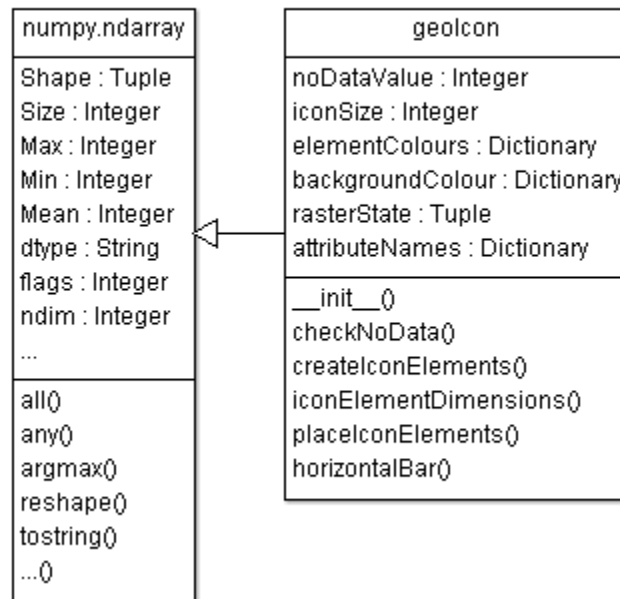 numpy.ndarray
Shape : Tuple
Size : Integer
Max : Integer
Min : Integer
Mean : Integer
dtype : String
flags : Integer
ndim : Integer
...
all()
any()
argmax()
reshape()
tostring()
...()
geoIcon
noDataValue : Integer
iconSize : Integer
elementColours : Dictionary
backgroundColour : Dictionary
rasterState : Tuple
attributeNames : Dictionary
__init__()
checkNoData()
createIconElements()
iconElementDimensions()
placeIconElements()
horizontalBar()